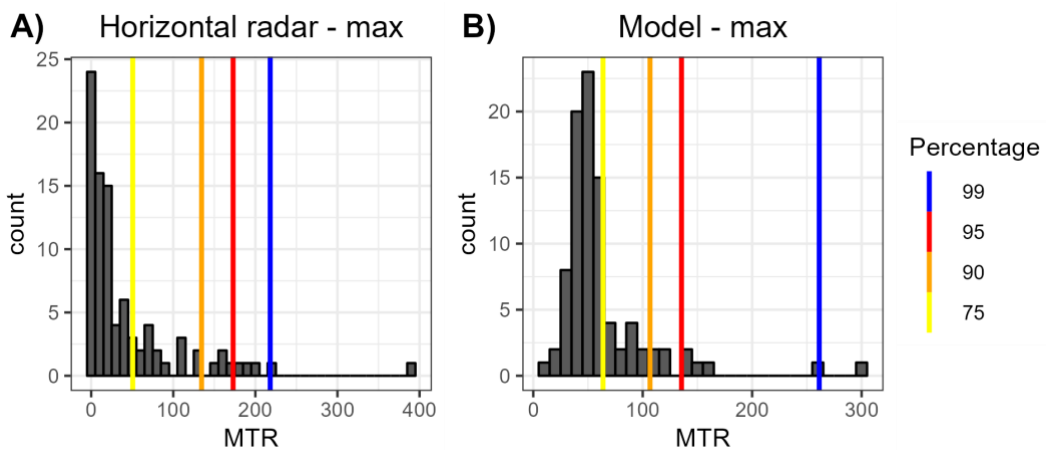 A) Horizontal radar - max
count
25
20
15
10
5
0
0 100 200 300 400
MTR
B) Model - max
count
20
15
10
5
0
0 100 200 300
MTR
Percentage
99
95
90
75